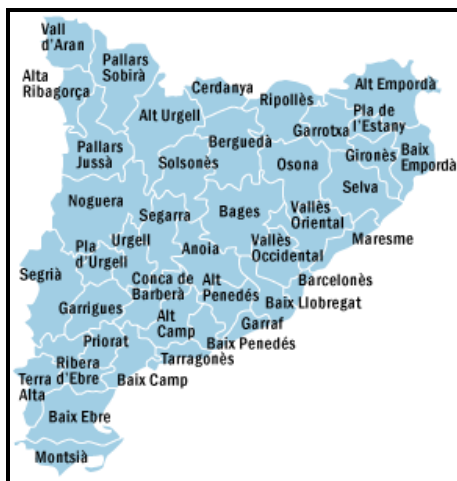 Vall
d'Aran
Pallars
Sobirà
Alta
Ribagorça
Cerdanya
Alt Empordà
Ripollès
Alt Urgell
Pla de
l'Estany
Garrotxa
Berguedà
Pallars
Jussà
Solsonès
Osona
Gironès
Baix
Empordà
Selva
Noguera
Segarra
Bages
Vallès
Oriental
Maresme
Urgell
Pla
d'Urgell
Anoia
Vallès
Occidental
Segrià
Conca de
Barberà
Alt
Penedés
Barcelonès
Baix Llobregat
Garrigues
Alt
Camp
Garraf
Priorat
Baix Penedés
Tarragonès
Ribera
d'Ebre
Terra
Alta
Baix Camp
Baix Ebre
Montsià